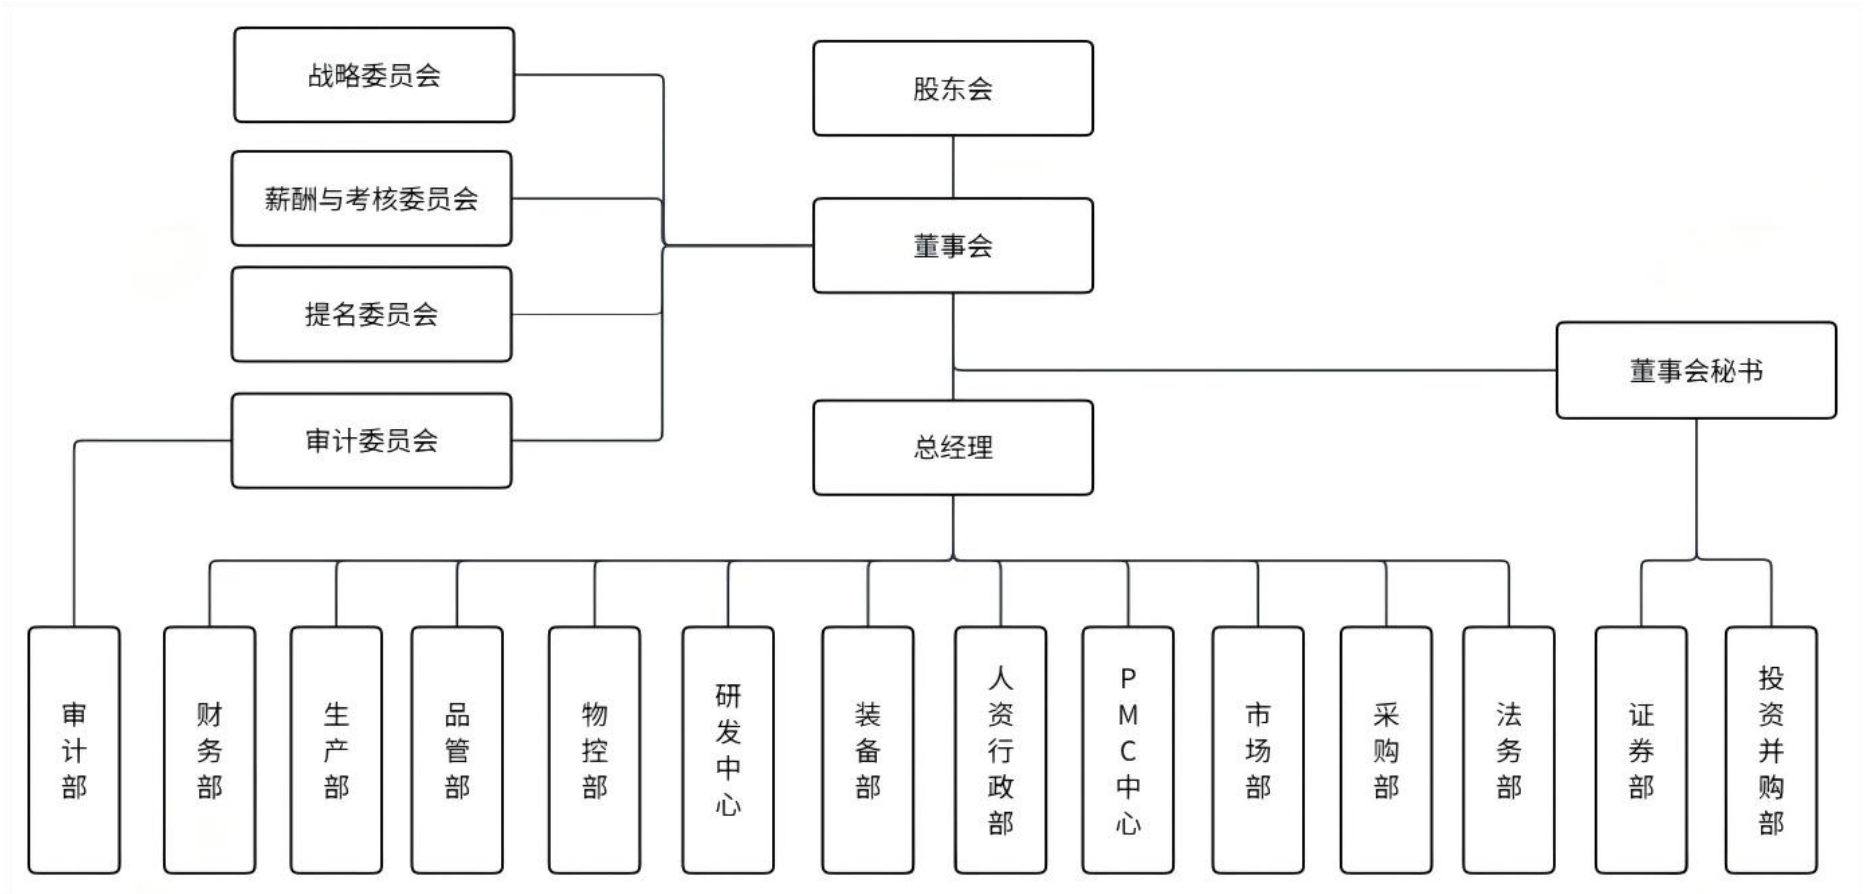 战略委员会
股东会
薪酬与考核委员会
董事会
提名委员会
董事会秘书
审计委员会
总经理
审计部
财务部
生产部
品管部
物控部
研发中心
装备部
人资行政部
PMC中心
市场部
采购部
法务部
证券部
投资并购部